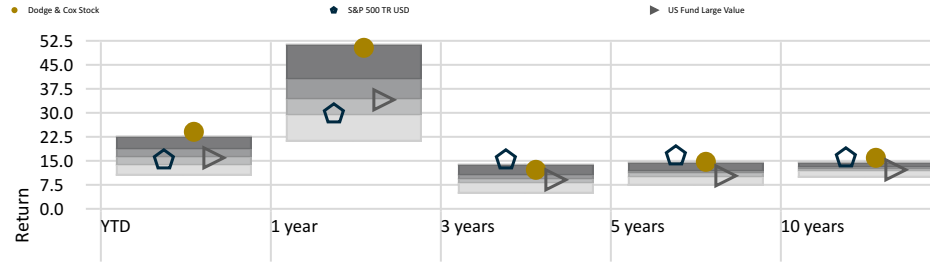 Dodge & Cox Stock S&P 500 TR USD US Fund Large Value
52.5
45.0
37.5
30.0
22.5
15.0
7.5
0.0
Return
YTD 1 year 3 years 5 years 10 years